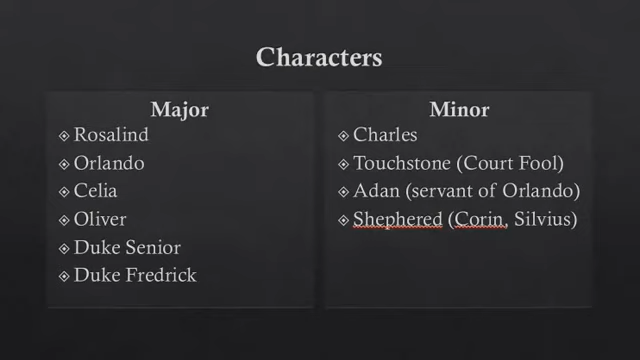 Characters
Major
Rosalind
Orlando
Celia
Oliver
Duke Senior
Duke Fredrick
Minor
Charles
Touchstone (Court Fool)
Adan (servant of Orlando)
Shephered (Corin, Silvius)